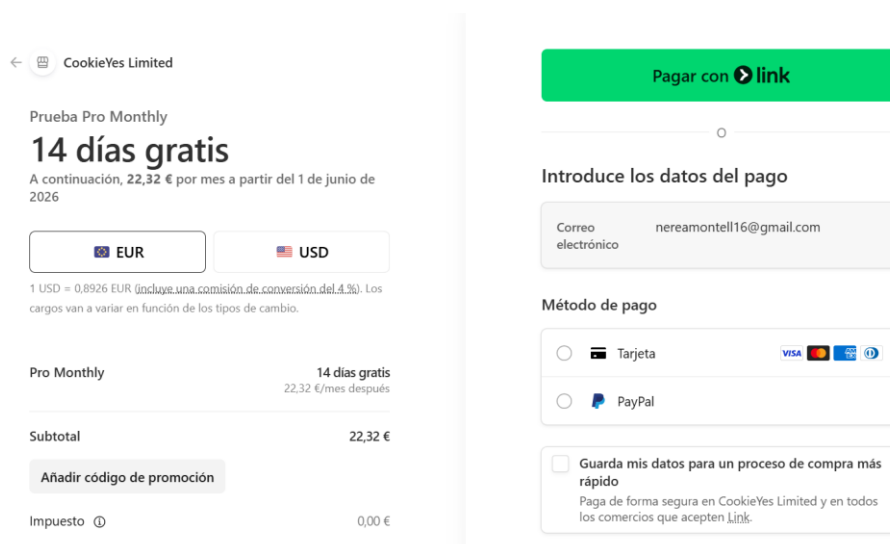 CookieYes Limited
Prueba Pro Monthly
14 días gratis
A continuación, 22,32 € por mes a partir del 1 de junio de
2026
EUR
USD
1 USD = 0,8926 EUR (incluye una comisión de conversión del 4 %). Los
cargos van a variar en función de los tipos de cambio.
Pro Monthly
14 días gratis
22,32 €/mes después
Subtotal
22,32 €
Añadir código de promoción
Impuesto
0,00 €
Pagar con link
O
Introduce los datos del pago
Correo
electrónico
nereamontell16@gmail.com
Método de pago
Tarjeta
VISA
PayPal
Guarda mis datos para un proceso de compra más
rápido
Paga de forma segura en CookieYes Limited y en todos
los comercios que acepten Link.